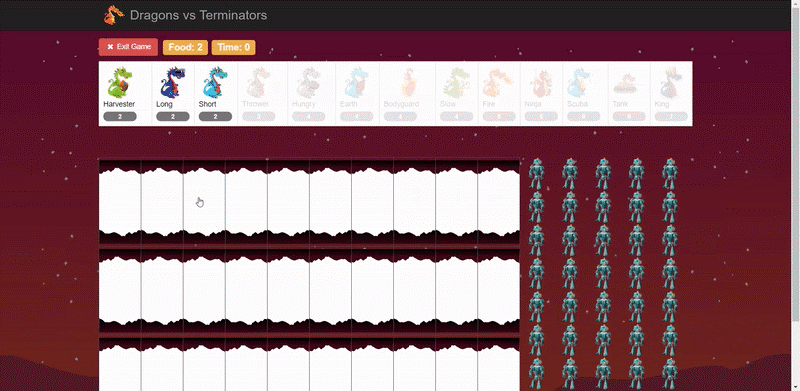 Dragons vs Terminators
✖ Exit Game Food: 2 Time: 0
Harvester Long Short Thrower Hungry Earth Bodyguard Slow Fire Ninja Scuba Tank King
2 2 2